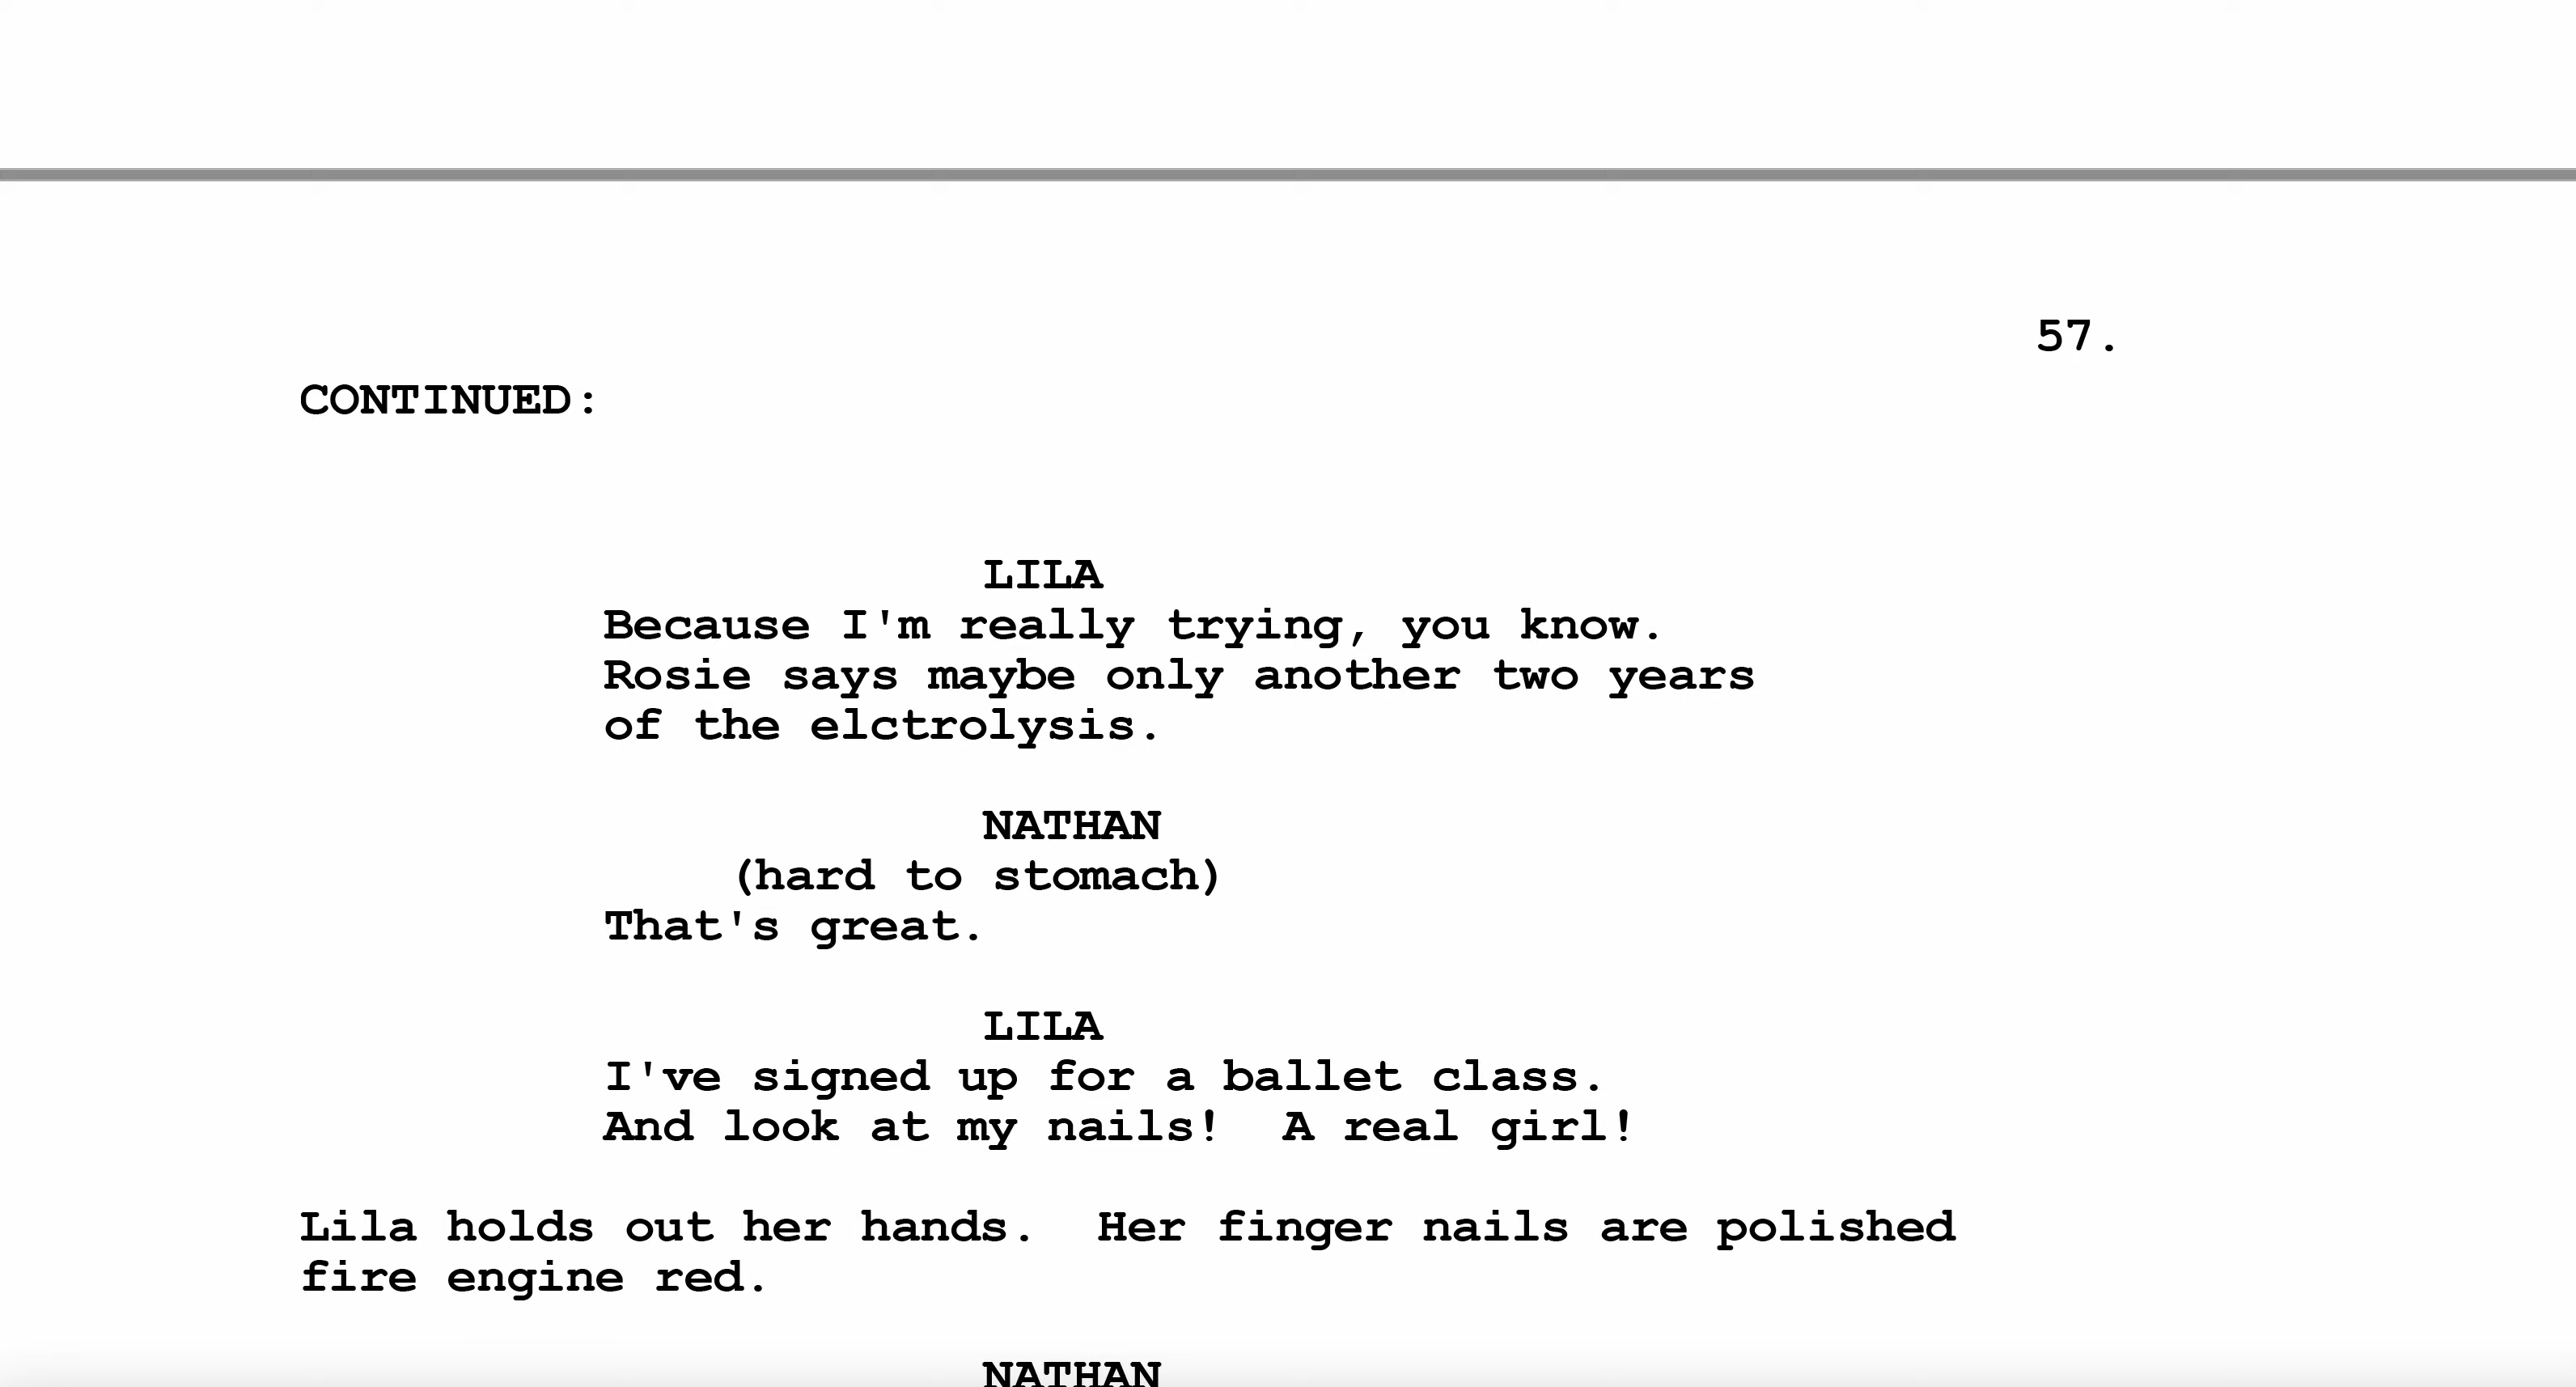 57.
CONTINUED:
LILA
Because I'm really trying, you know.
Rosie says maybe only another two years
of the elctrolysis.
NATHAN
(hard to stomach)
That's great.
LILA
I've signed up for a ballet class.
And look at my nails!  A real girl!
Lila holds out her hands.  Her finger nails are polished
fire engine red.
NATHAN